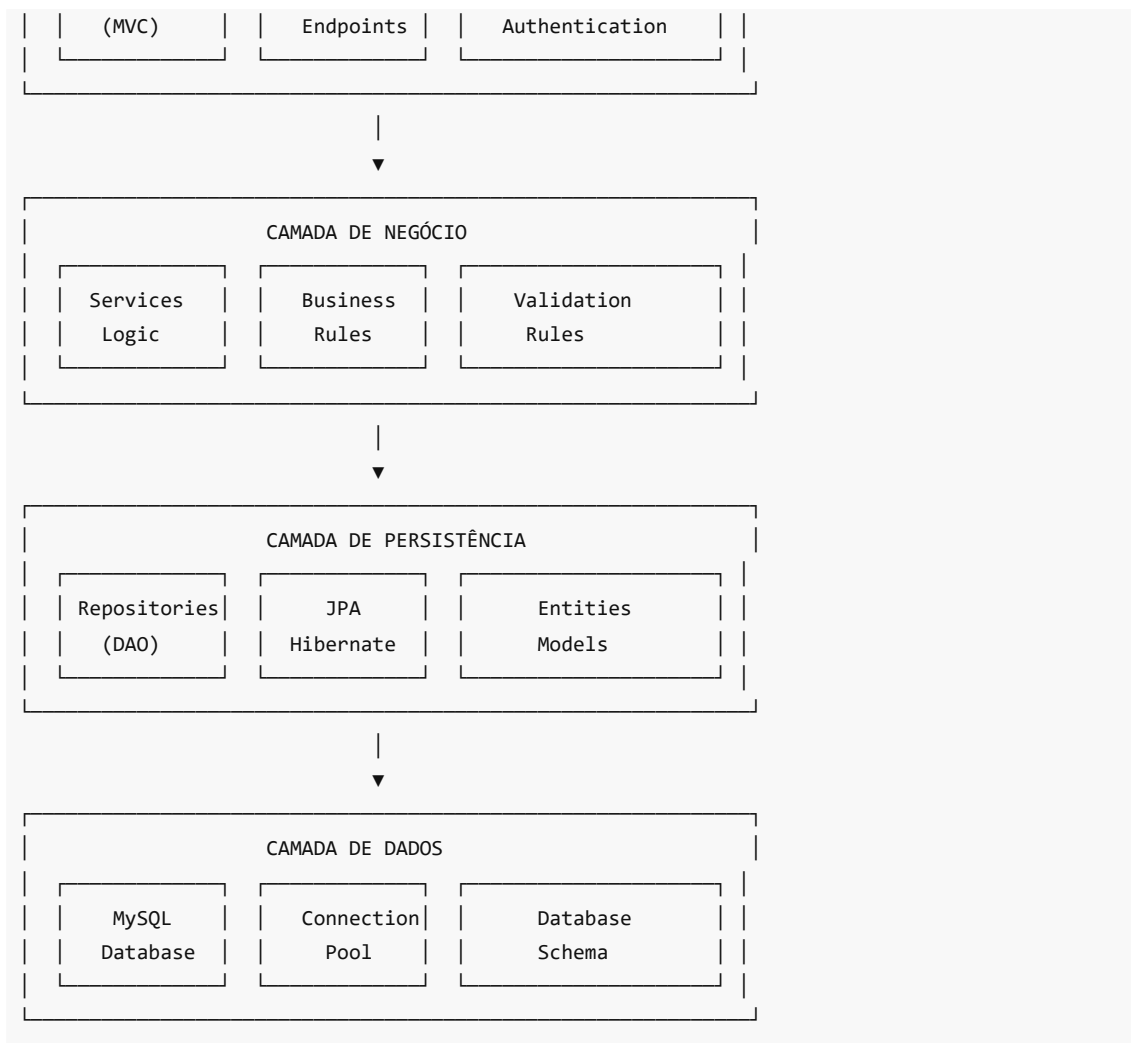 (MVC) Endpoints Authentication
▼
CAMADA DE NEGÓCIO
Services Business Validation
Logic Rules Rules
▼
CAMADA DE PERSISTÊNCIA
Repositories JPA Entities
(DAO) Hibernate Models
▼
CAMADA DE DADOS
MySQL Connection Database
Database Pool Schema